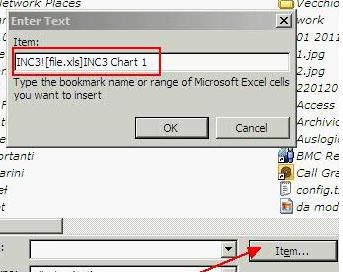 Network Places
Enter Text
Item:
INC3![file.xls]INC3 Chart 1
Type the bookmark name or range of Microsoft Excel cells
you want to insert
OK
Cancel
Vecchio
work
01 2011
1.jpg
2.jpg
220120
Access
Archivi
Auslogic
BMC Re
Call Gra
config.t
da mod
ortanti
arini
Item...